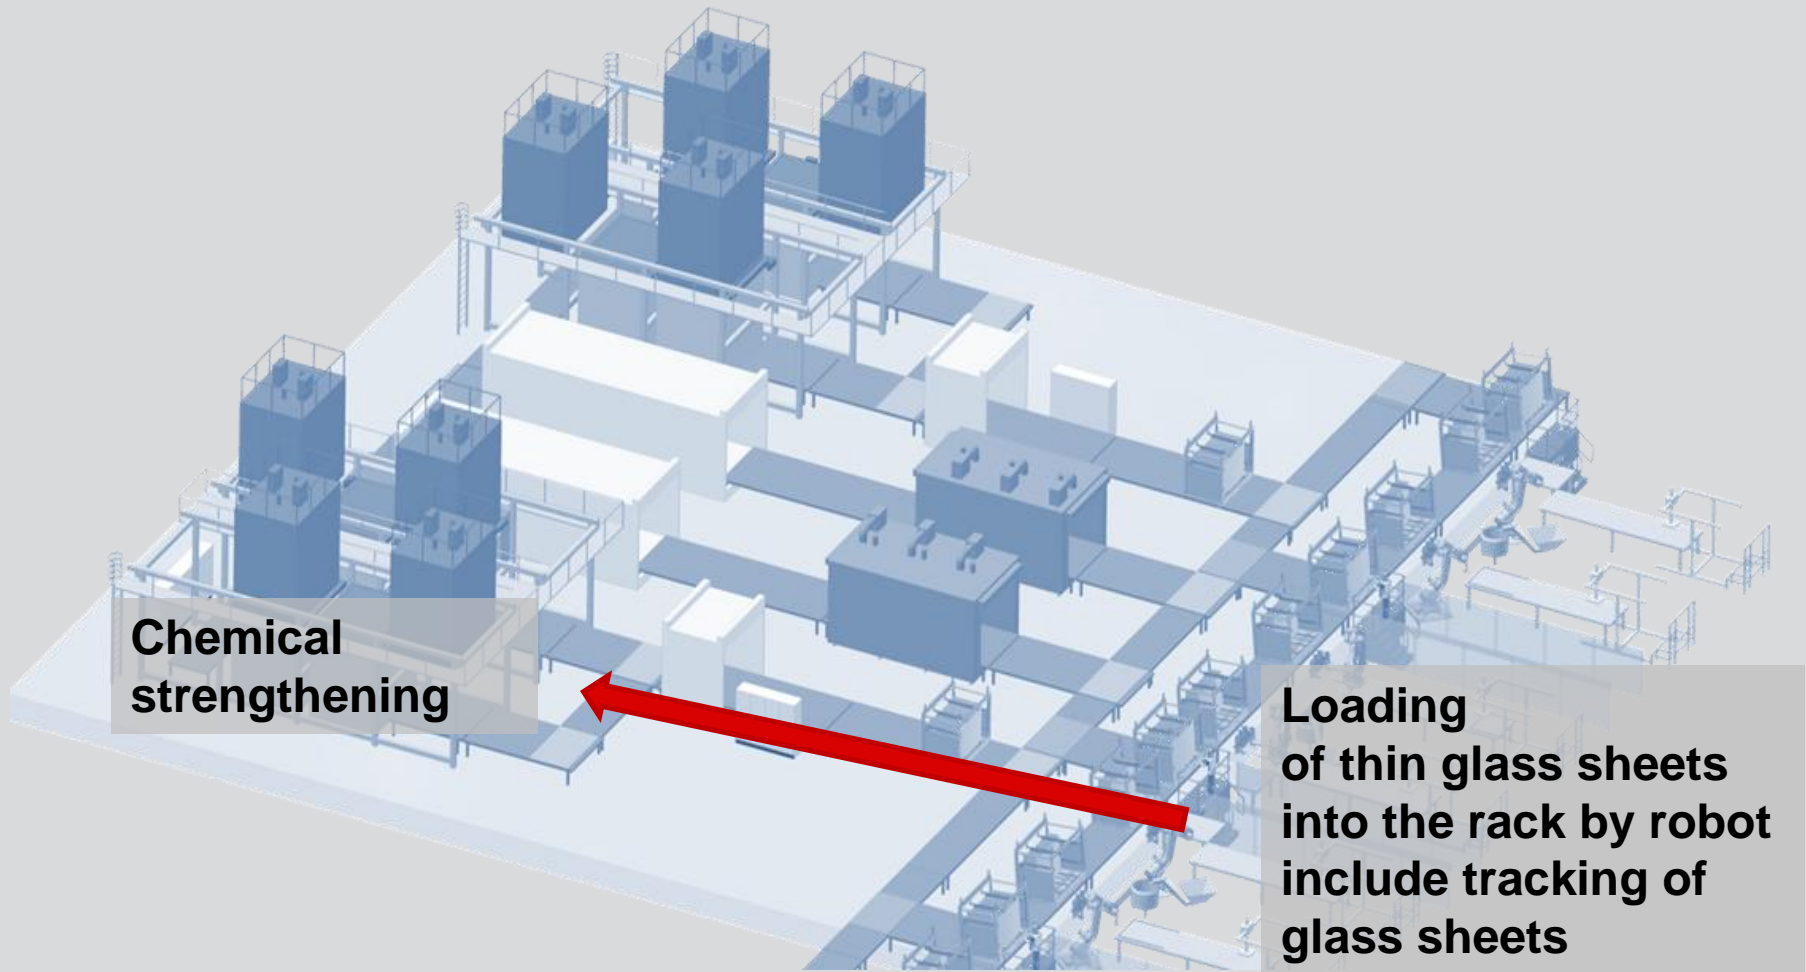 Chemical
strengthening
Loading
of thin glass sheets
into the rack by robot
include tracking of
glass sheets